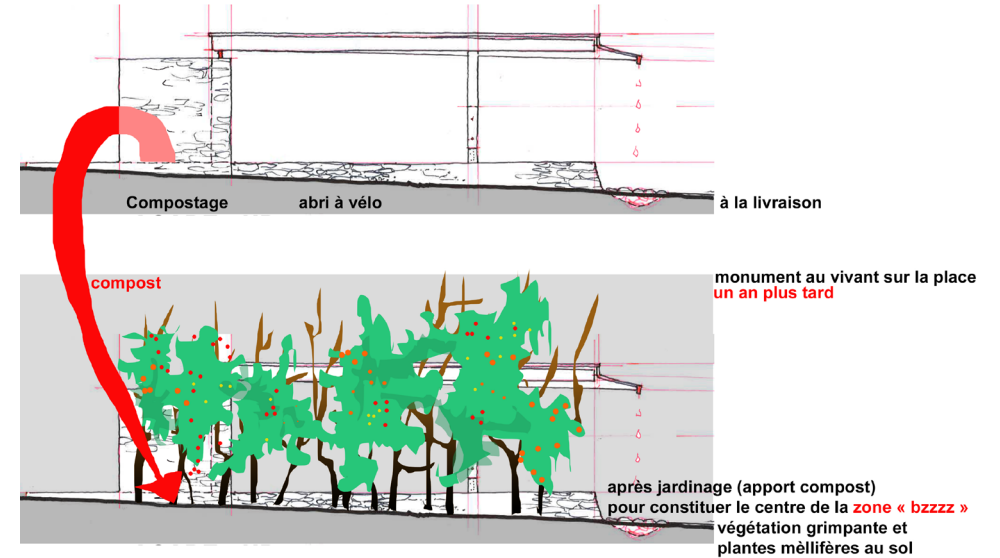 Compostage abri à vélo à la livraison
compost
monument au vivant sur la place
un an plus tard
après jardinage (apport compost)
pour constituer le centre de la zone « bzzzz »
végétation grimpante et
plantes mèllifères au sol